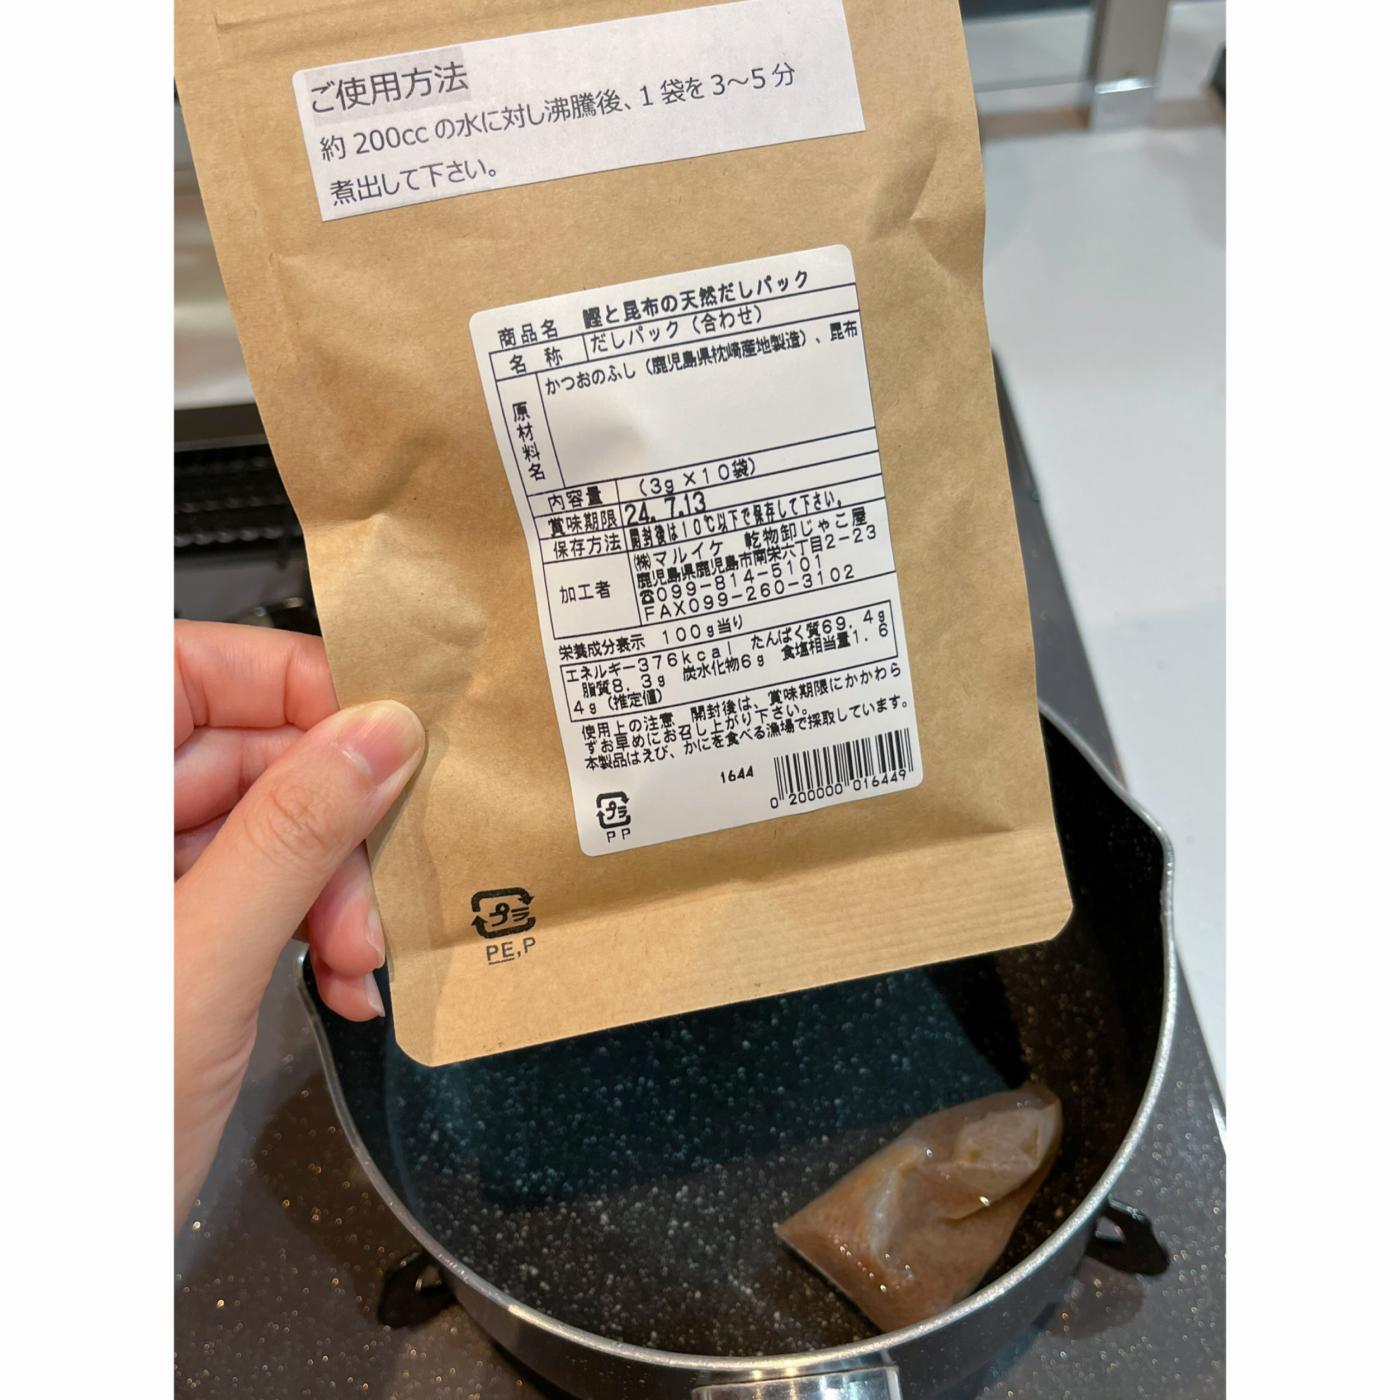 ご使用方法
約 200cc の水に対し沸騰後、1 袋を 3～5 分
煮出して下さい。
商品名 鰹と昆布の天然だしパック
名 称 だしパック（合わせ）
原材料名 かつおのふし（鹿児島県枕崎産地製造）、昆布
内容量 （3g×10袋）
賞味期限 24. 7.13
保存方法 開封後は10℃以下で保存して下さい。
加工者 ㈱マルイケ 乾物卸じゃこ屋
鹿児島県鹿児島市南栄六丁目2-23
☎099-814-5101
FAX099-260-3102
栄養成分表示 100g当り
エネルギー376kcal たんぱく質69.4g
脂質8.3g 炭水化物6g 食塩相当量1.6
4g（推定値）
使用上の注意 開封後は、賞味期限にかかわら
ずお早めにお召し上がり下さい。
本製品はえび、かにを食べる漁場で採取しています。
1644
0 200000 016449
プラ
PP
プラ
PE,P